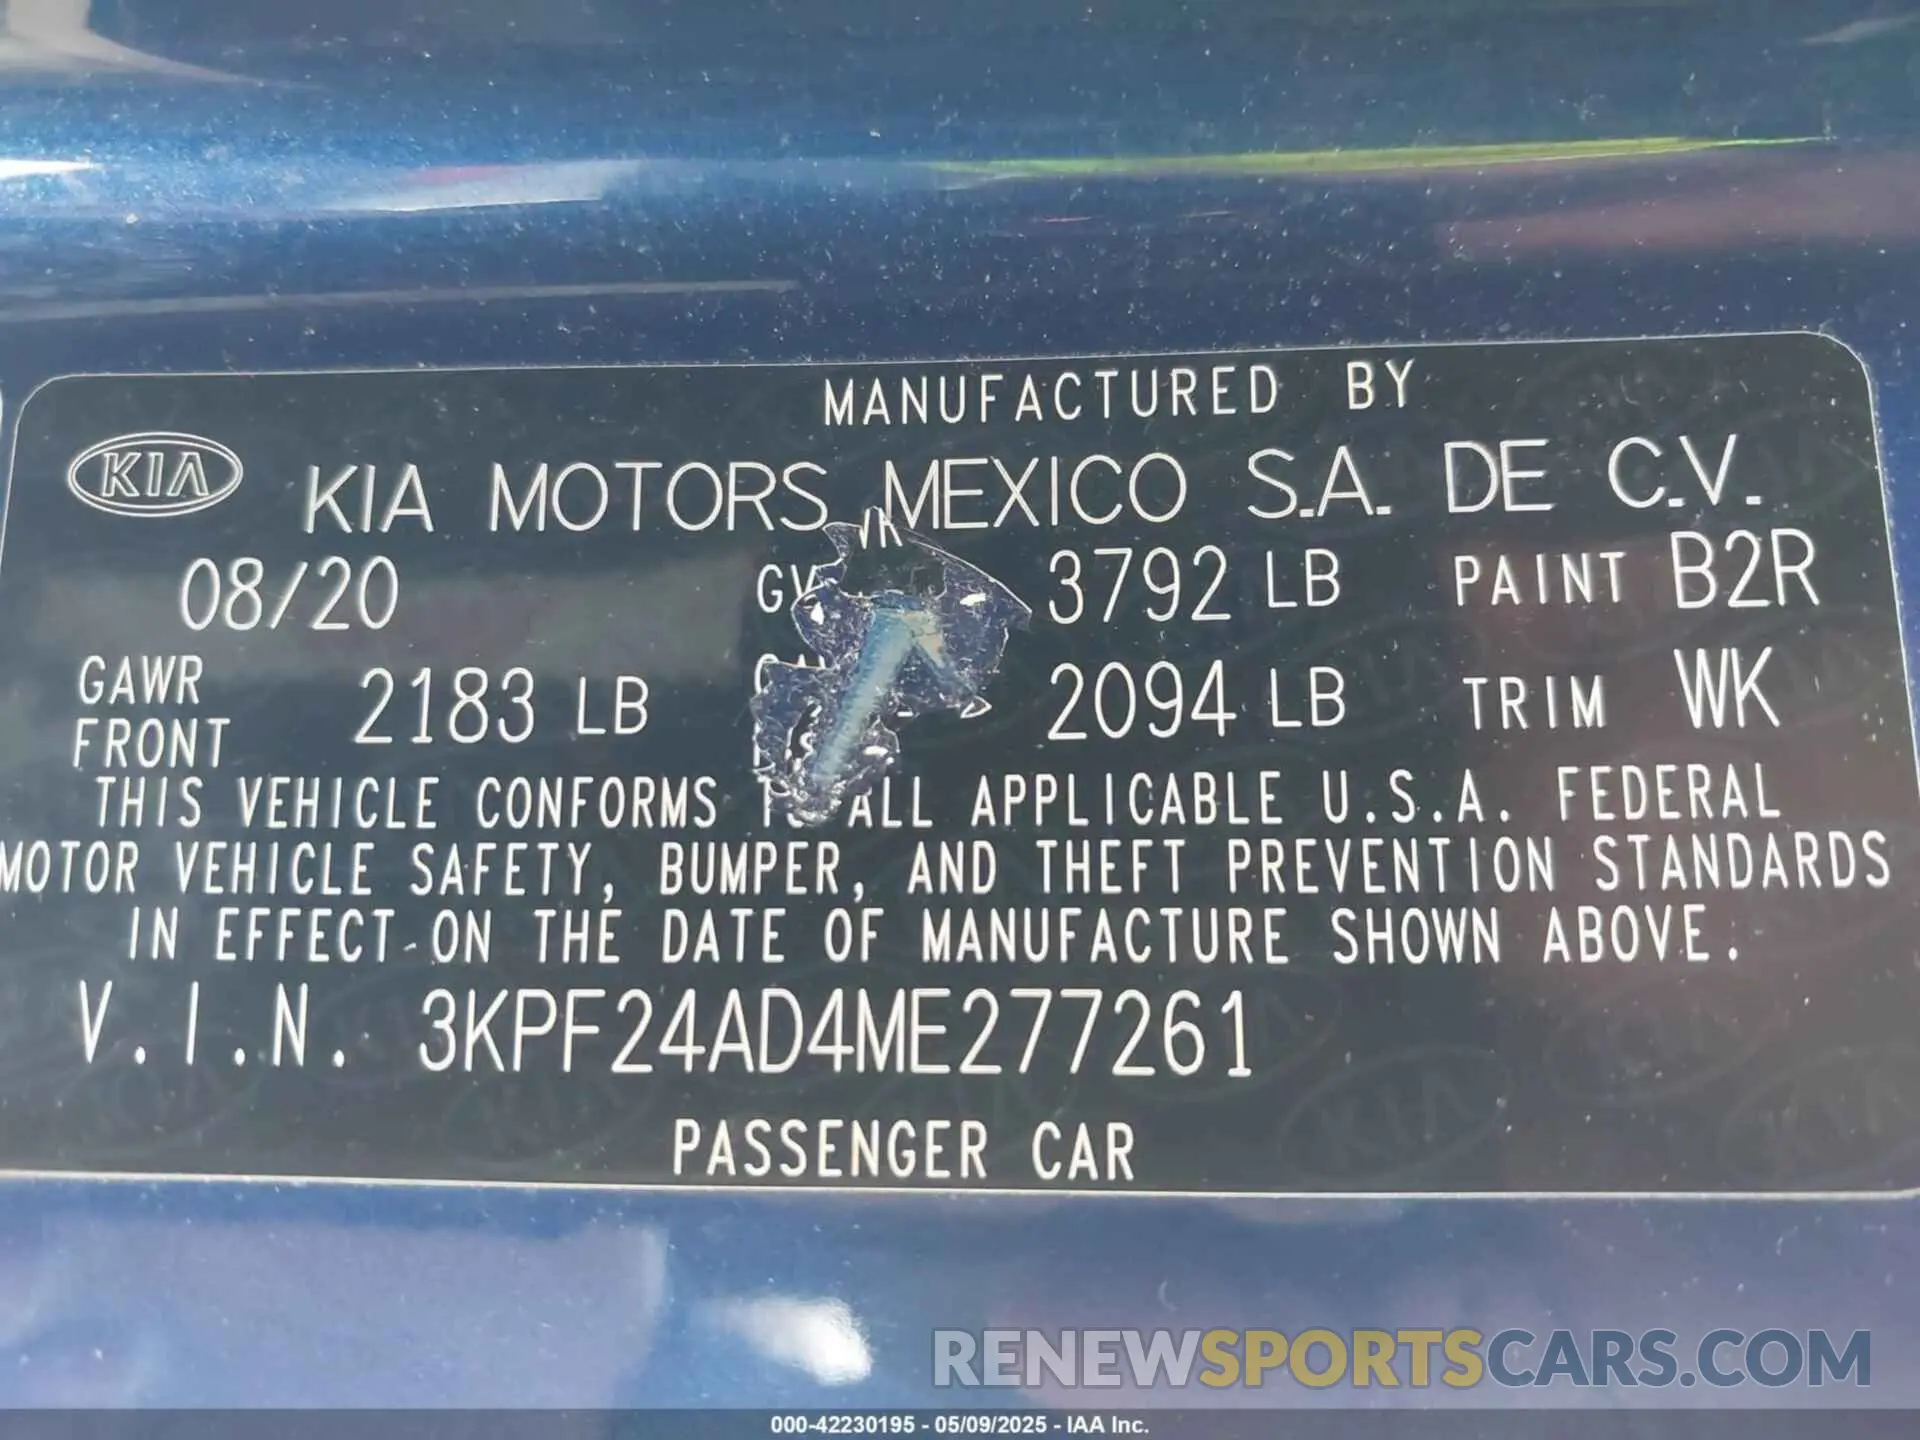 MANUFACTURED BY
KIA KIA MOTORS MEXICO S.A. DE C.V.
08/20 3792 LB PAINT B2R
GAWR FRONT 2183 LB 2094 LB TRIM WK
THIS VEHICLE CONFORMS TO ALL APPLICABLE U.S.A. FEDERAL
MOTOR VEHICLE SAFETY, BUMPER, AND THEFT PREVENTION STANDARDS
IN EFFECT ON THE DATE OF MANUFACTURE SHOWN ABOVE.
V.I.N. 3KPF24AD4ME277261
PASSENGER CAR
RENEWSPORTSCARS.COM
000-42230195 - 05/09/2025 - IAA Inc.